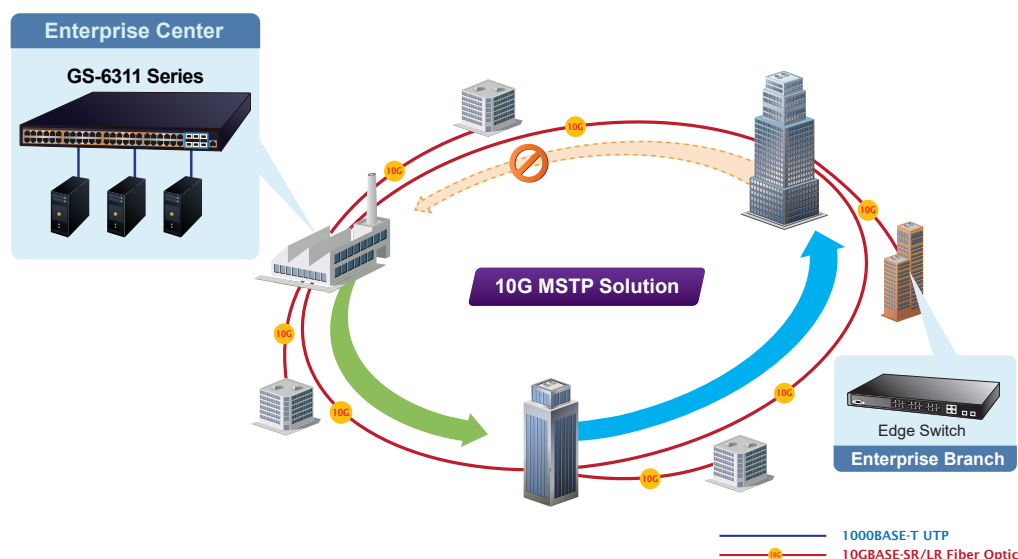 Enterprise Center
GS-6311 Series
10G
10G
10G
10G
10G MSTP Solution
10G
10G
10G
10G
Edge Switch
Enterprise Branch
1000BASE-T UTP
10G
10GBASE-SR/LR Fiber Optic